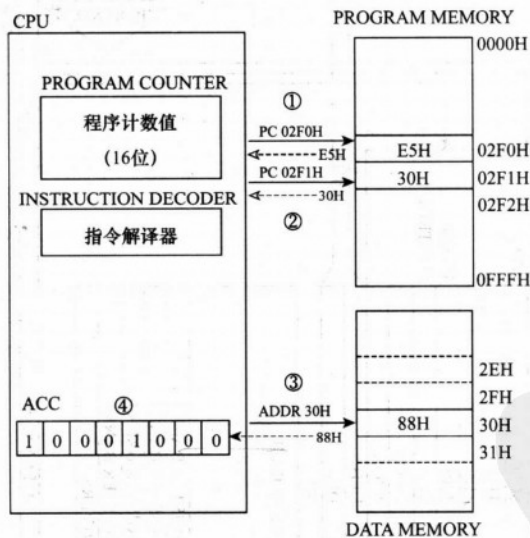 CPU
PROGRAM MEMORY
0000H
PROGRAM COUNTER
程序计数值
(16位)
①
PC 02F0H
E5H
E5H
02F0H
PC 02F1H
30H
30H
02F1H
②
02F2H
INSTRUCTION DECODER
指令解译器
0FFFH
2EH
2FH
③
ADDR 30H
88H
88H
30H
31H
ACC
④
1 0 0 0 1 0 0 0
DATA MEMORY